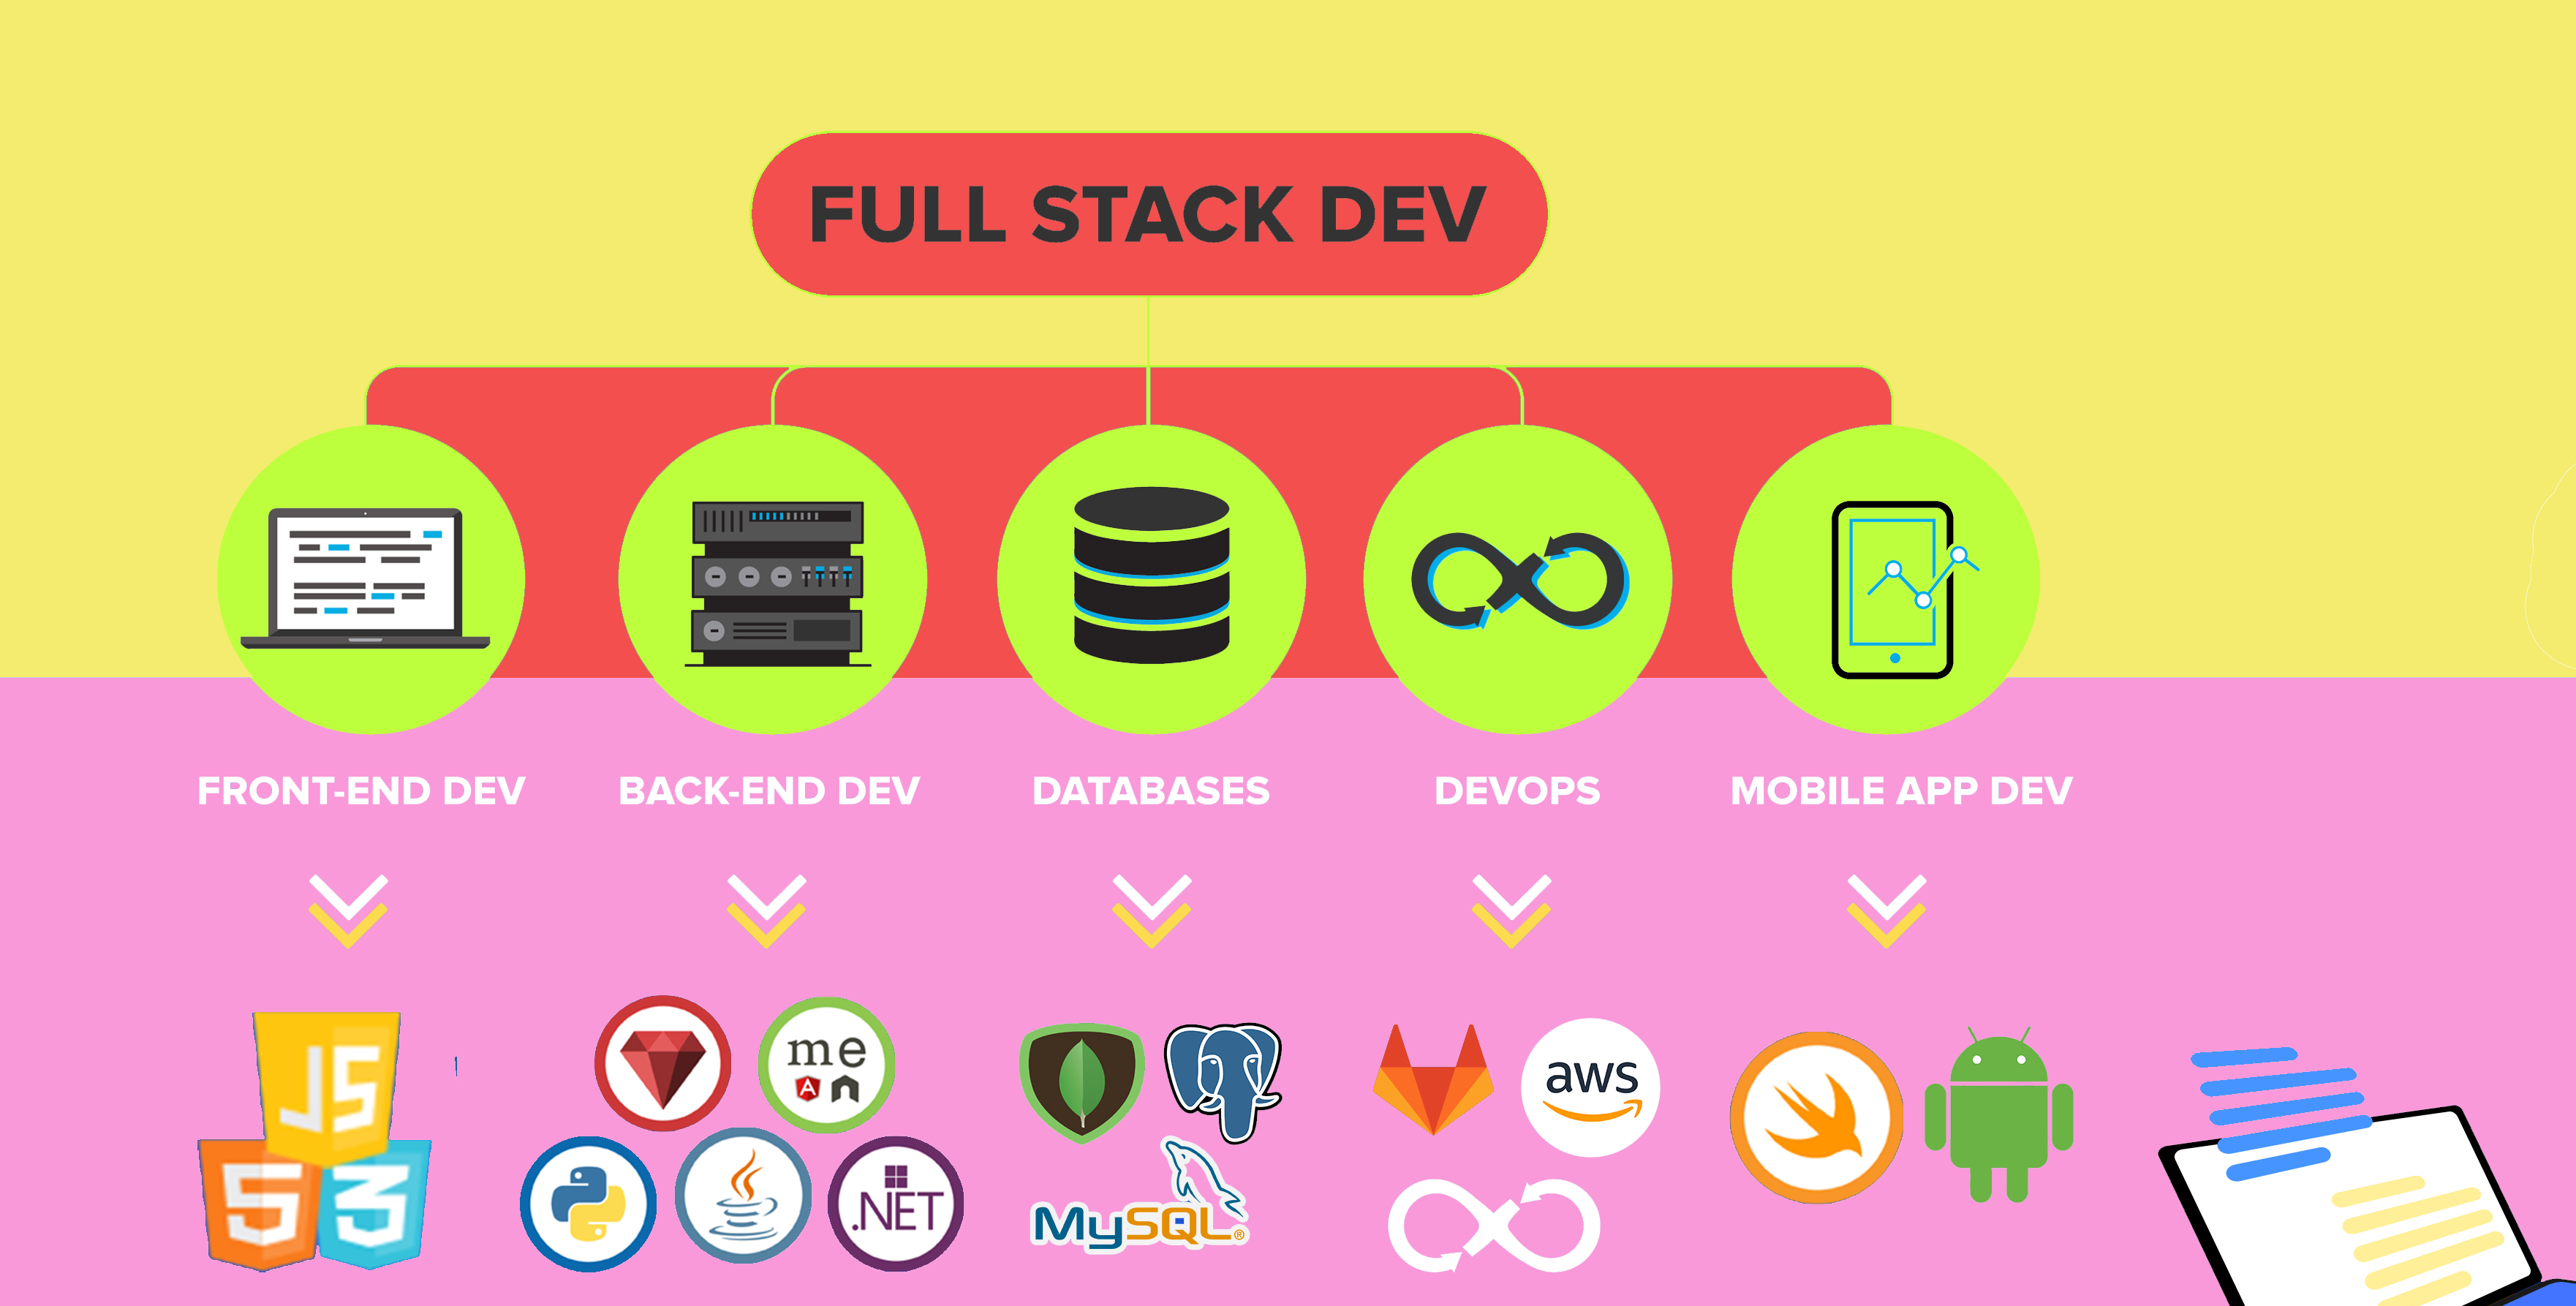 FULL STACK DEV
FRONT-END DEV
BACK-END DEV
DATABASES
DEVOPS
MOBILE APP DEV
JS
5
3
me
A n
.NET
MySQL®
aws